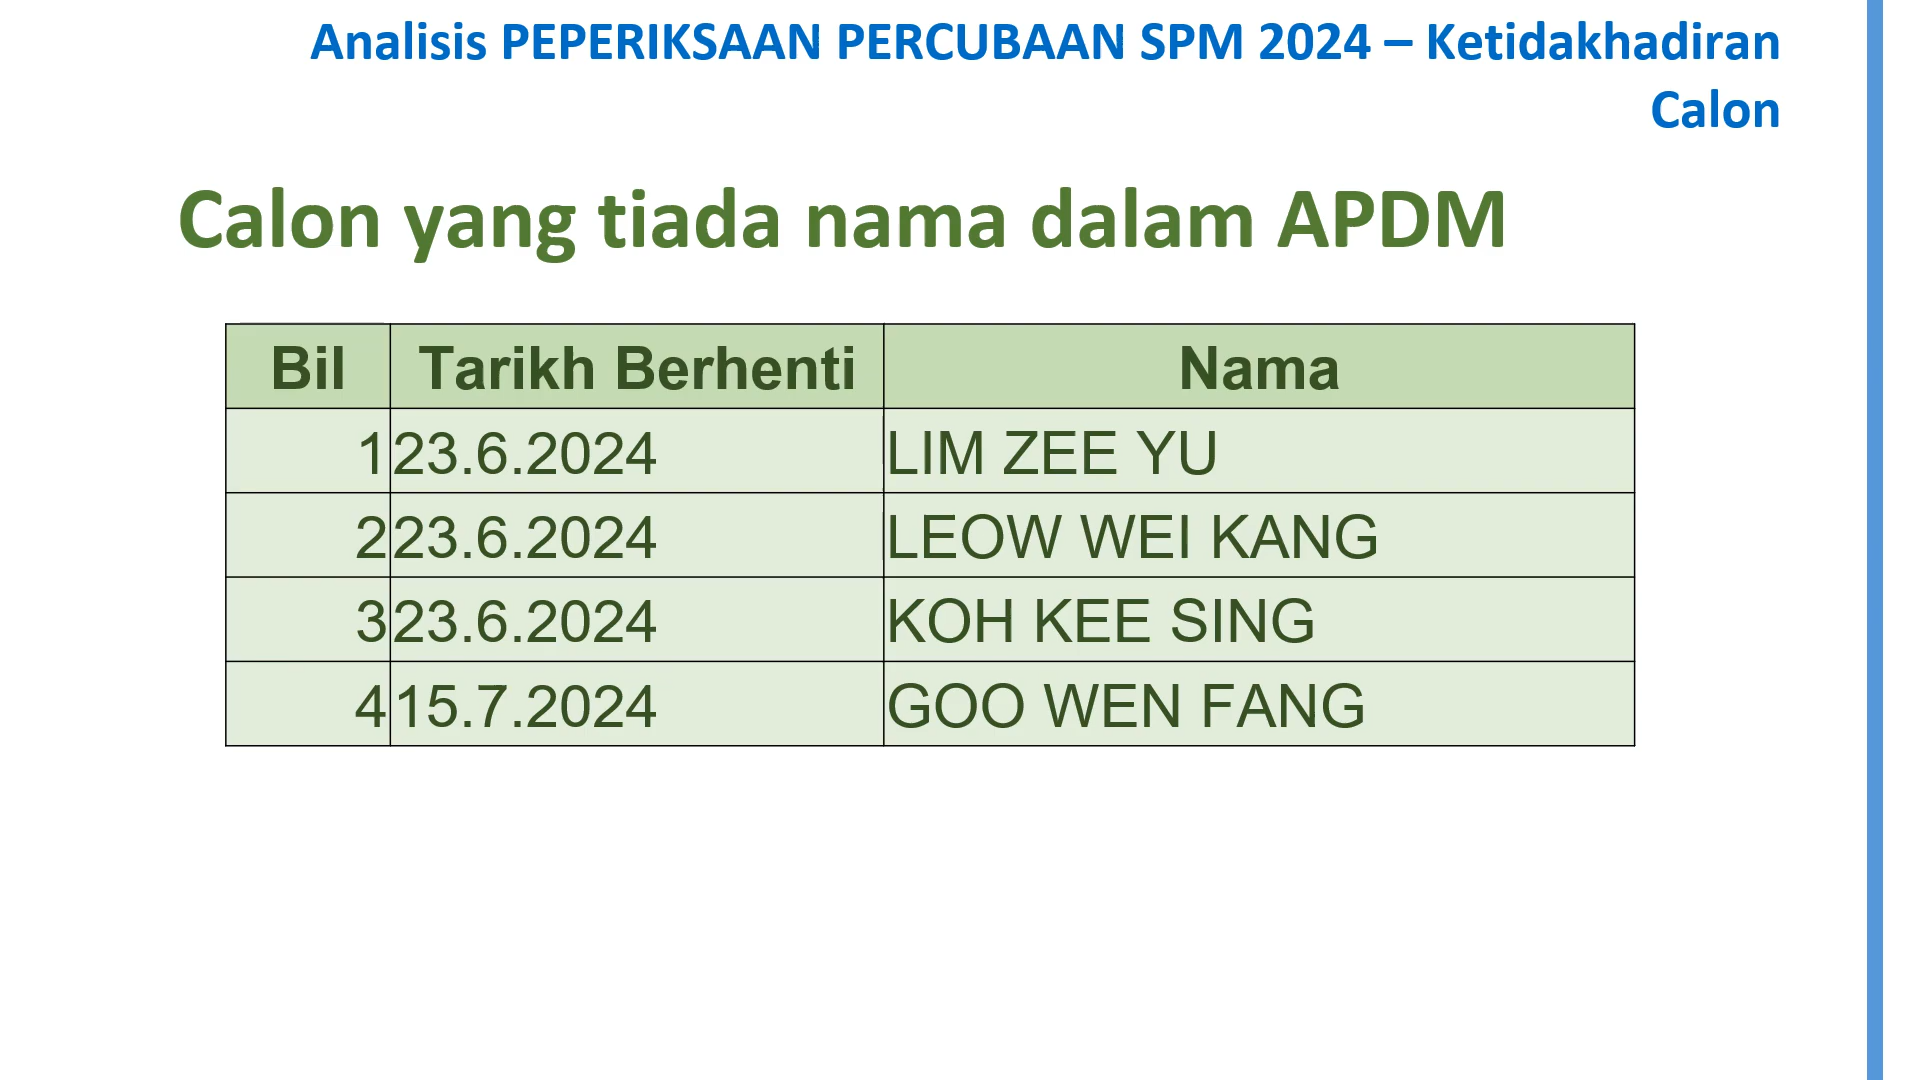 Analisis PEPERIKSAAN PERCUBAAN SPM 2024 – Ketidakhadiran
Calon
Calon yang tiada nama dalam APDM
Bil Tarikh Berhenti Nama
1 23.6.2024 LIM ZEE YU
2 23.6.2024 LEOW WEI KANG
3 23.6.2024 KOH KEE SING
4 15.7.2024 GOO WEN FANG